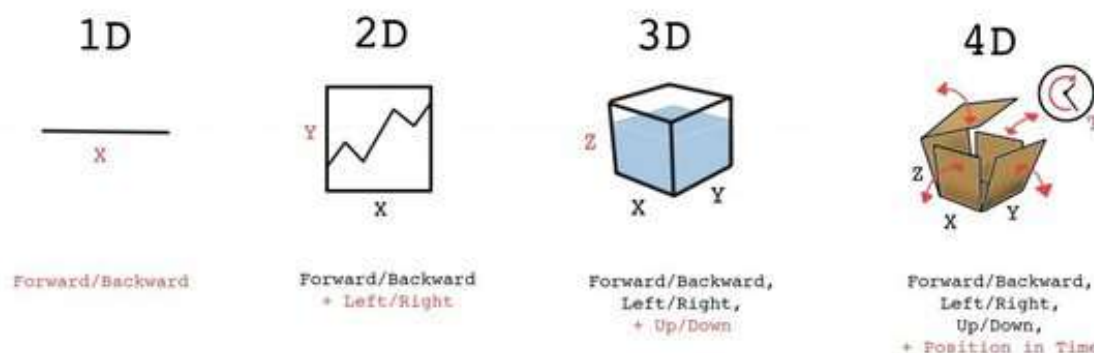 1D
X
Forward/Backward
2D
Y
X
Forward/Backward
+ Left/Right
3D
Z
X
Y
Forward/Backward,
Left/Right,
+ Up/Down
4D
T
Z
X
Y
Forward/Backward,
Left/Right,
Up/Down,
+ Position in Time